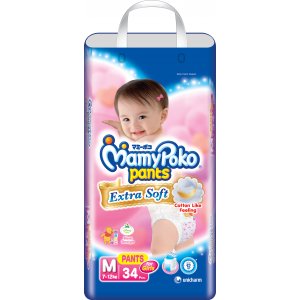 マミーポコ
MamyPoko
pants
Extra Soft
Cotton Like
Feeling
M
7-12kg
PANTS
34
unicharm